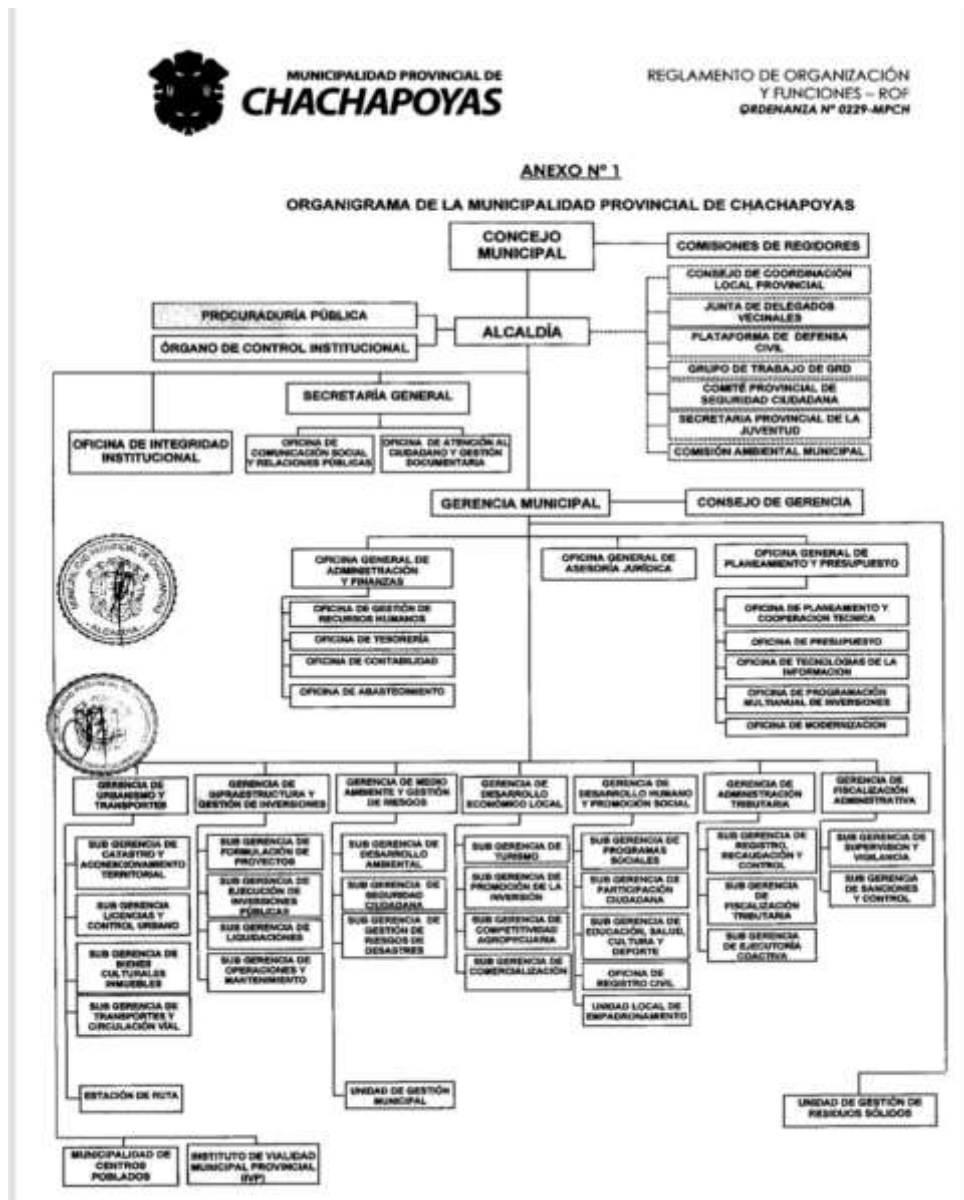 MUNICIPALIDAD PROVINCIAL DE
CHACHAPOYAS
REGLAMENTO DE ORGANIZACIÓN
Y FUNCIONES – ROF
ORDENANZA Nº 0229-MPCH
ANEXO Nº 1
ORGANIGRAMA DE LA MUNICIPALIDAD PROVINCIAL DE CHACHAPOYAS
CONCEJO
MUNICIPAL
COMISIONES DE REGIDORES
CONSEJO DE COORDINACIÓN
LOCAL PROVINCIAL
JUNTA DE DELEGADOS
VECINALES
PLATAFORMA DE DEFENSA
CIVIL
GRUPO DE TRABAJO DE GRD
COMITÉ PROVINCIAL DE
SEGURIDAD CIUDADANA
SECRETARIA PROVINCIAL DE LA
JUVENTUD
COMISIÓN AMBIENTAL MUNICIPAL
PROCURADURÍA PÚBLICA
ÓRGANO DE CONTROL INSTITUCIONAL
ALCALDÍA
SECRETARÍA GENERAL
OFICINA DE INTEGRIDAD
INSTITUCIONAL
OFICINA DE
COMUNICACIÓN SOCIAL
Y RELACIONES PÚBLICAS
OFICINA DE ATENCIÓN AL
CIUDADANO Y GESTIÓN
DOCUMENTARIA
GERENCIA MUNICIPAL
CONSEJO DE GERENCIA
OFICINA GENERAL DE
ADMINISTRACIÓN
Y FINANZAS
OFICINA DE GESTIÓN DE
RECURSOS HUMANOS
OFICINA DE TESORERÍA
OFICINA DE CONTABILIDAD
OFICINA DE ABASTECIMIENTO
OFICINA GENERAL DE
ASESORÍA JURÍDICA
OFICINA GENERAL DE
PLANEAMIENTO Y PRESUPUESTO
OFICINA DE PLANEAMIENTO Y
COOPERACION TECNICA
OFICINA DE PRESUPUESTO
OFICINA DE TECNOLOGIAS DE LA
INFORMACION
OFICINA DE PROGRAMACIÓN
MULTIANUAL DE INVERSIONES
OFICINA DE MODERNIZACION
ALCALDIA
GERENCIA DE
URBANISMO Y
TRANSPORTES
SUB GERENCIA DE
CATASTRO Y
ACONDICIONAMIENTO
TERRITORIAL
SUB GERENCIA
LICENCIAS Y
CONTROL URBANO
SUB GERENCIA DE
BIENES
CULTURALES
INMUEBLES
SUB GERENCIA DE
TRANSPORTES Y
CIRCULACIÓN VIAL
ESTACIÓN DE RUTA
GERENCIA DE
INFRAESTRUCTURA Y
GESTIÓN DE INVERSIONES
SUB GERENCIA DE
FORMULACIÓN DE
PROYECTOS
SUB GERENCIA DE
EJECUCIÓN DE
INVERSIONES
PÚBLICAS
SUB GERENCIA DE
LIQUIDACIONES
SUB GERENCIA DE
OPERACIONES Y
MANTENIMIENTO
GERENCIA DE MEDIO
AMBIENTE Y GESTIÓN
DE RIESGOS
SUB GERENCIA DE
DESARROLLO
AMBIENTAL
SUB GERENCIA DE
SEGURIDAD
CIUDADANA
SUB GERENCIA DE
GESTIÓN DE
RIESGOS DE
DESASTRES
UNIDAD DE GESTIÓN
MUNICIPAL
GERENCIA DE
DESARROLLO
ECONÓMICO LOCAL
SUB GERENCIA DE
TURISMO
SUB GERENCIA DE
PROMOCIÓN DE LA
INVERSIÓN
SUB GERENCIA DE
COMPETITIVIDAD
AGROPYCUARIA
SUB GERENCIA DE
COMERCIALIZACIÓN
GERENCIA DE
DESARROLLO HUMANO
Y PROMOCIÓN SOCIAL
SUB GERENCIA DE
PROGRAMAS
SOCIALES
SUB GERENCIA DE
PARTICIPACIÓN
CIUDADANA
SUB GERENCIA DE
EDUCACIÓN, SALUD,
CULTURA Y
DEPORTE
OFICINA DE
REGISTRO CIVIL
UNIDAD LOCAL DE
EMPADRONAMIENTO
GERENCIA DE
ADMINISTRACIÓN
TRIBUTARIA
SUB GERENCIA DE
REGISTRO,
RECAUDACIÓN Y
CONTROL
SUB GERENCIA
DE
FISCALIZACIÓN
TRIBUTARIA
SUB GERENCIA
DE EJECUTORÍA
COACTIVA
GERENCIA DE
FISCALIZACIÓN
ADMINISTRATIVA
SUB GERENCIA DE
SUPERVISION Y
VIGILANCIA
SUB GERENCIA
DE SANCIONES
Y CONTROL
UNIDAD DE GESTIÓN DE
RESIDUOS SÓLIDOS
MUNICIPALIDAD DE
CENTROS
POBLADOS
INSTITUTO DE VIALIDAD
MUNICIPAL PROVINCIAL
(IVP)